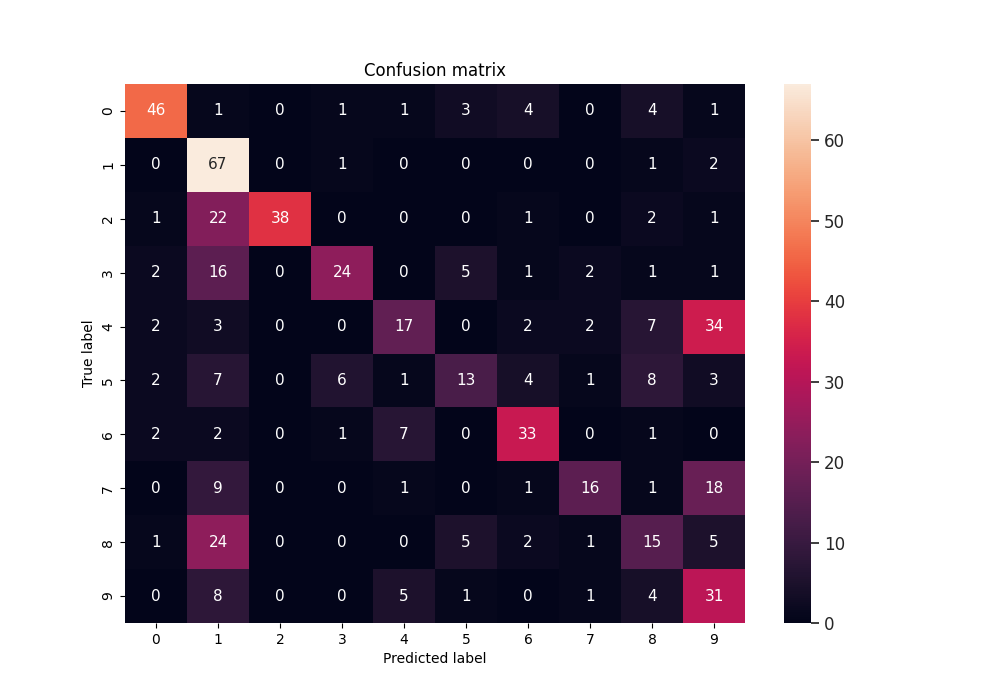 Confusion matrix
True label
0 46 1 0 1 1 3 4 0 4 1
1 0 67 0 1 0 0 0 0 1 2
2 1 22 38 0 0 0 1 0 2 1
3 2 16 0 24 0 5 1 2 1 1
4 2 3 0 0 17 0 2 2 7 34
5 2 7 0 6 1 13 4 1 8 3
6 2 2 0 1 7 0 33 0 1 0
7 0 9 0 0 1 0 1 16 1 18
8 1 24 0 0 0 5 2 1 15 5
9 0 8 0 0 5 1 0 1 4 31
0 1 2 3 4 5 6 7 8 9
Predicted label
60
50
40
30
20
10
0